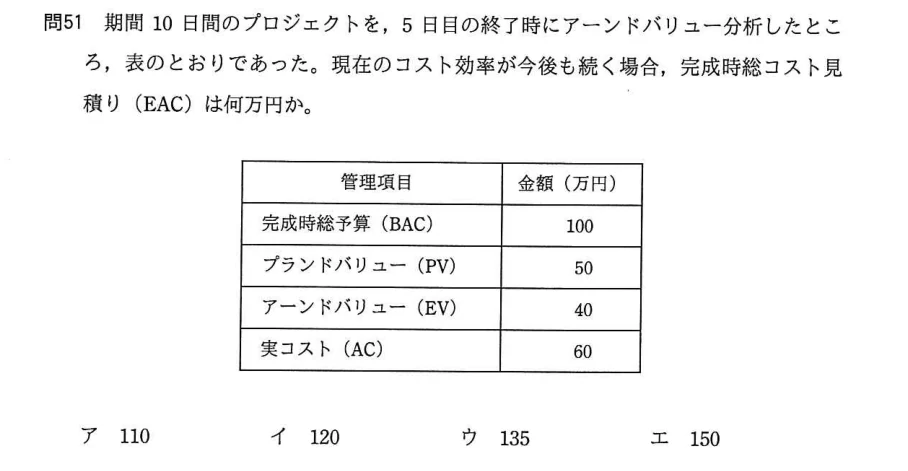 問51 期間 10 日間のプロジェクトを，5 日目の終了時にアーンドバリュー分析したとこ
ろ，表のとおりであった。現在のコスト効率が今後も続く場合，完成時総コスト見
積り（EAC）は何万円か。
管理項目 金額（万円）
完成時総予算（BAC） 100
プランドバリュー（PV） 50
アーンドバリュー（EV） 40
実コスト（AC） 60
ア 110 イ 120 ウ 135 エ 150